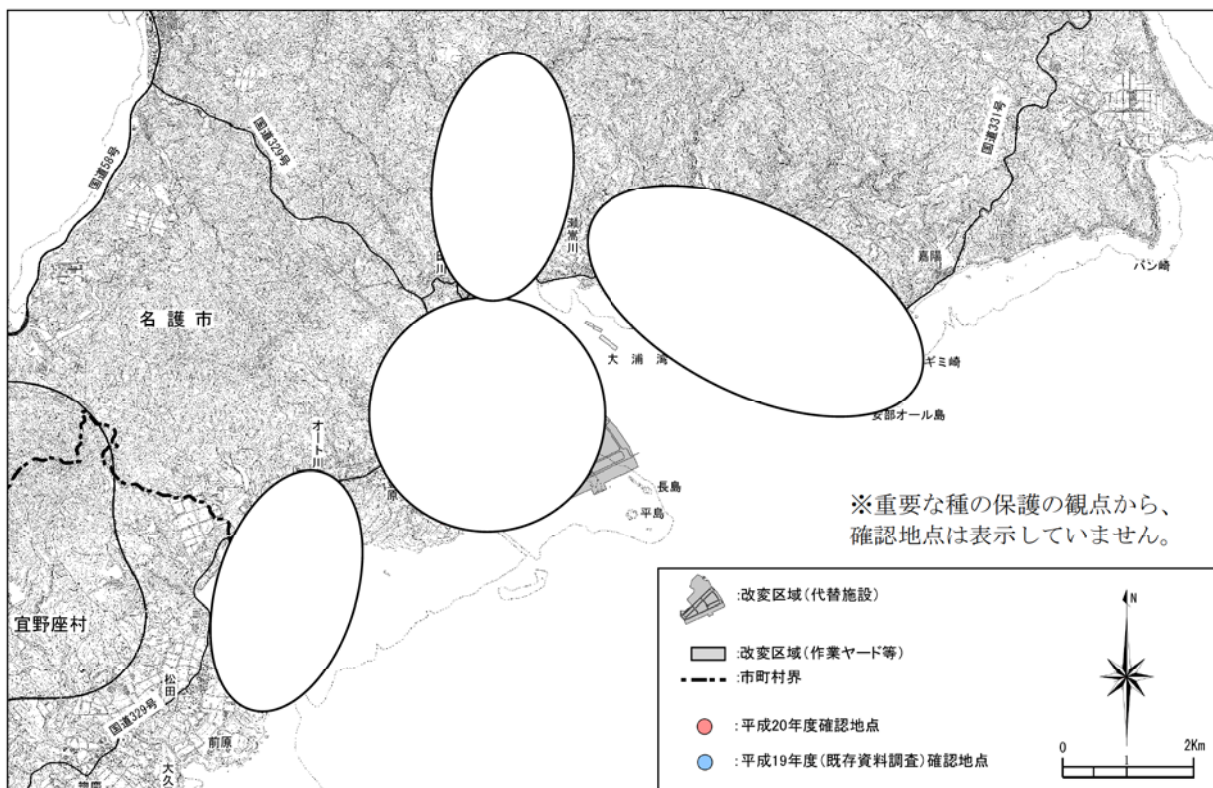 国道58号
国道329号
国道331号
嘉陽
バン崎
名護市
大浦湾
ギミ崎
安部オール島
オート川
長島
平島
※重要な種の保護の観点から、
確認地点は表示していません。
宜野座村
松田
国道329号
前原
大久
:改変区域(代替施設)
:改変区域(作業ヤード等)
:市町村界
:平成20年度確認地点
:平成19年度(既存資料調査)確認地点
N
0
1
2Km